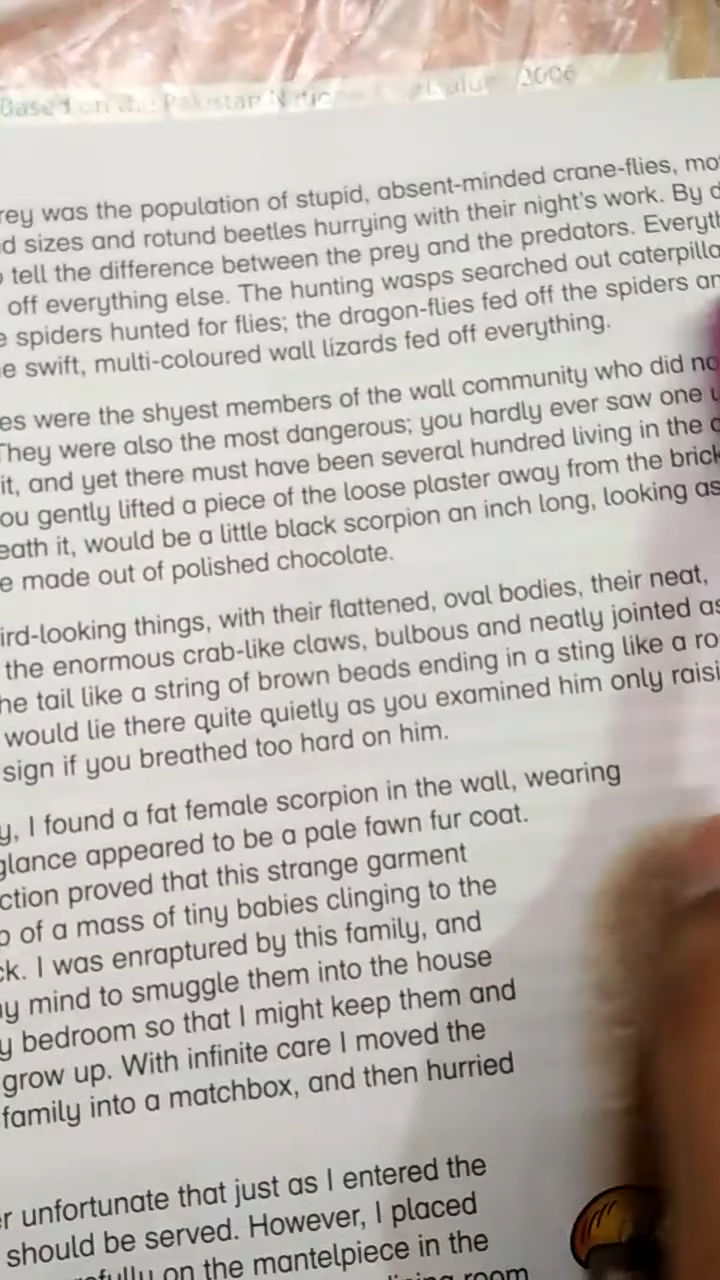 Based on the Pakistan 2006
rey was the population of stupid, absent-minded crane-flies, mo
d sizes and rotund beetles hurrying with their night's work. By d
tell the difference between the prey and the predators. Everyth
off everything else. The hunting wasps searched out caterpilla
e spiders hunted for flies; the dragon-flies fed off the spiders an
e swift, multi-coloured wall lizards fed off everything.
es were the shyest members of the wall community who did no
They were also the most dangerous; you hardly ever saw one u
it, and yet there must have been several hundred living in the c
ou gently lifted a piece of the loose plaster away from the brick
eath it, would be a little black scorpion an inch long, looking as
e made out of polished chocolate.
ird-looking things, with their flattened, oval bodies, their neat,
the enormous crab-like claws, bulbous and neatly jointed as
he tail like a string of brown beads ending in a sting like a ro
would lie there quite quietly as you examined him only raisi
sign if you breathed too hard on him.
y, I found a fat female scorpion in the wall, wearing
glance appeared to be a pale fawn fur coat.
ction proved that this strange garment
p of a mass of tiny babies clinging to the
ck. I was enraptured by this family, and
y mind to smuggle them into the house
y bedroom so that I might keep them and
grow up. With infinite care I moved the
family into a matchbox, and then hurried
r unfortunate that just as I entered the
should be served. However, I placed
efully on the mantelpiece in the
room